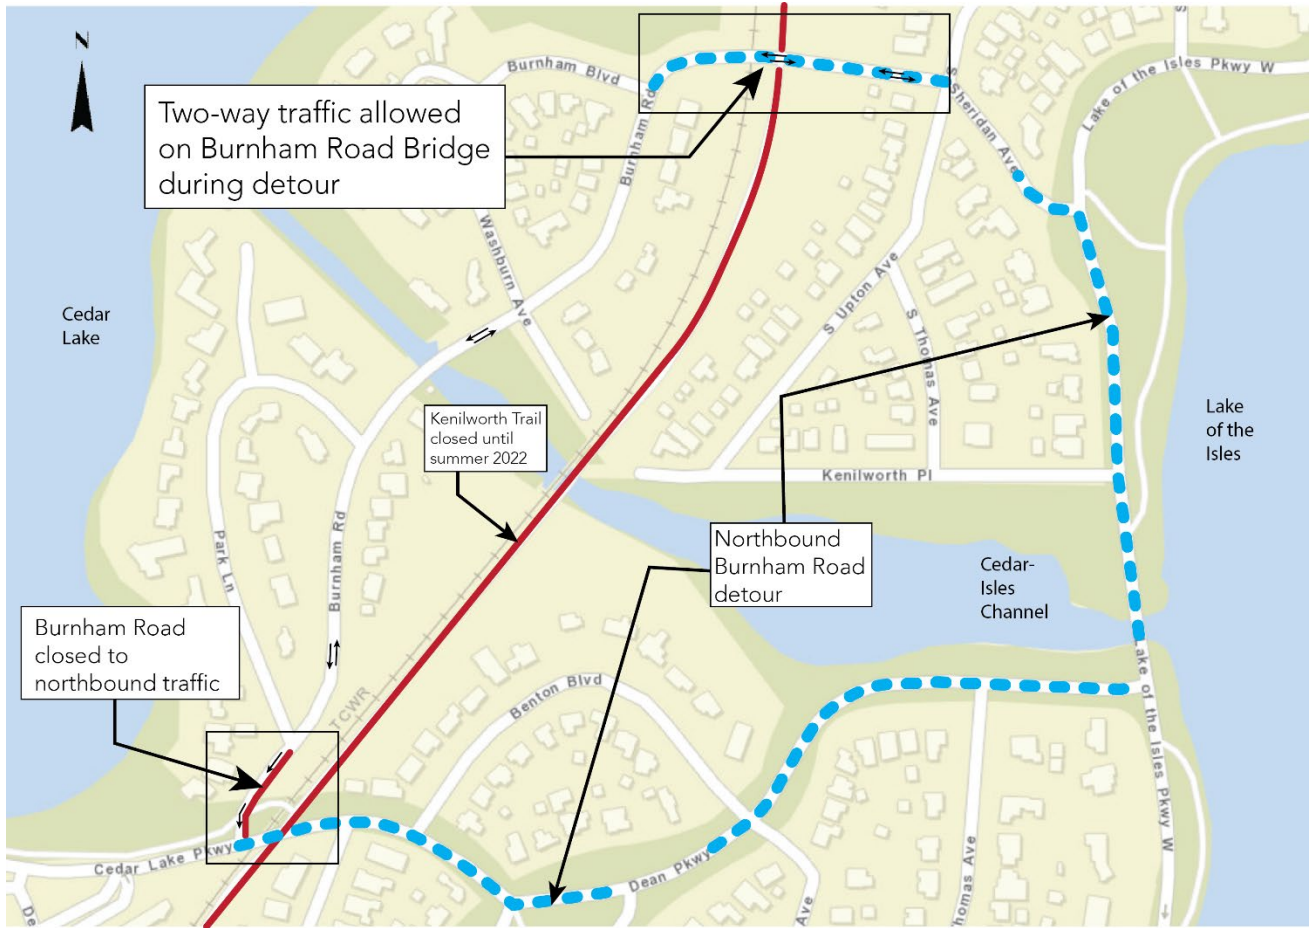 N
Burnham Blvd
Lake of the Isles Pkwy W
S
S
Two-way traffic allowed
on Burnham Road Bridge
during detour
Burnham Rd
Sheridan Ave
Washburn Ave
Cedar
Lake
S Upton Ave
S Thomas Ave
Kenilworth Trail
closed until
summer 2022
Lake
of the
Isles
Kenilworth Pl
Park Ln
Burnham Rd
Northbound
Burnham Road
detour
Cedar-
Isles
Channel
Burnham Road
closed to
northbound traffic
TCWR
Benton Blvd
Lake of the Isles Pkwy W
Cedar Lake Pkwy
Dean Pkwy
Thomas Ave
De
Ave